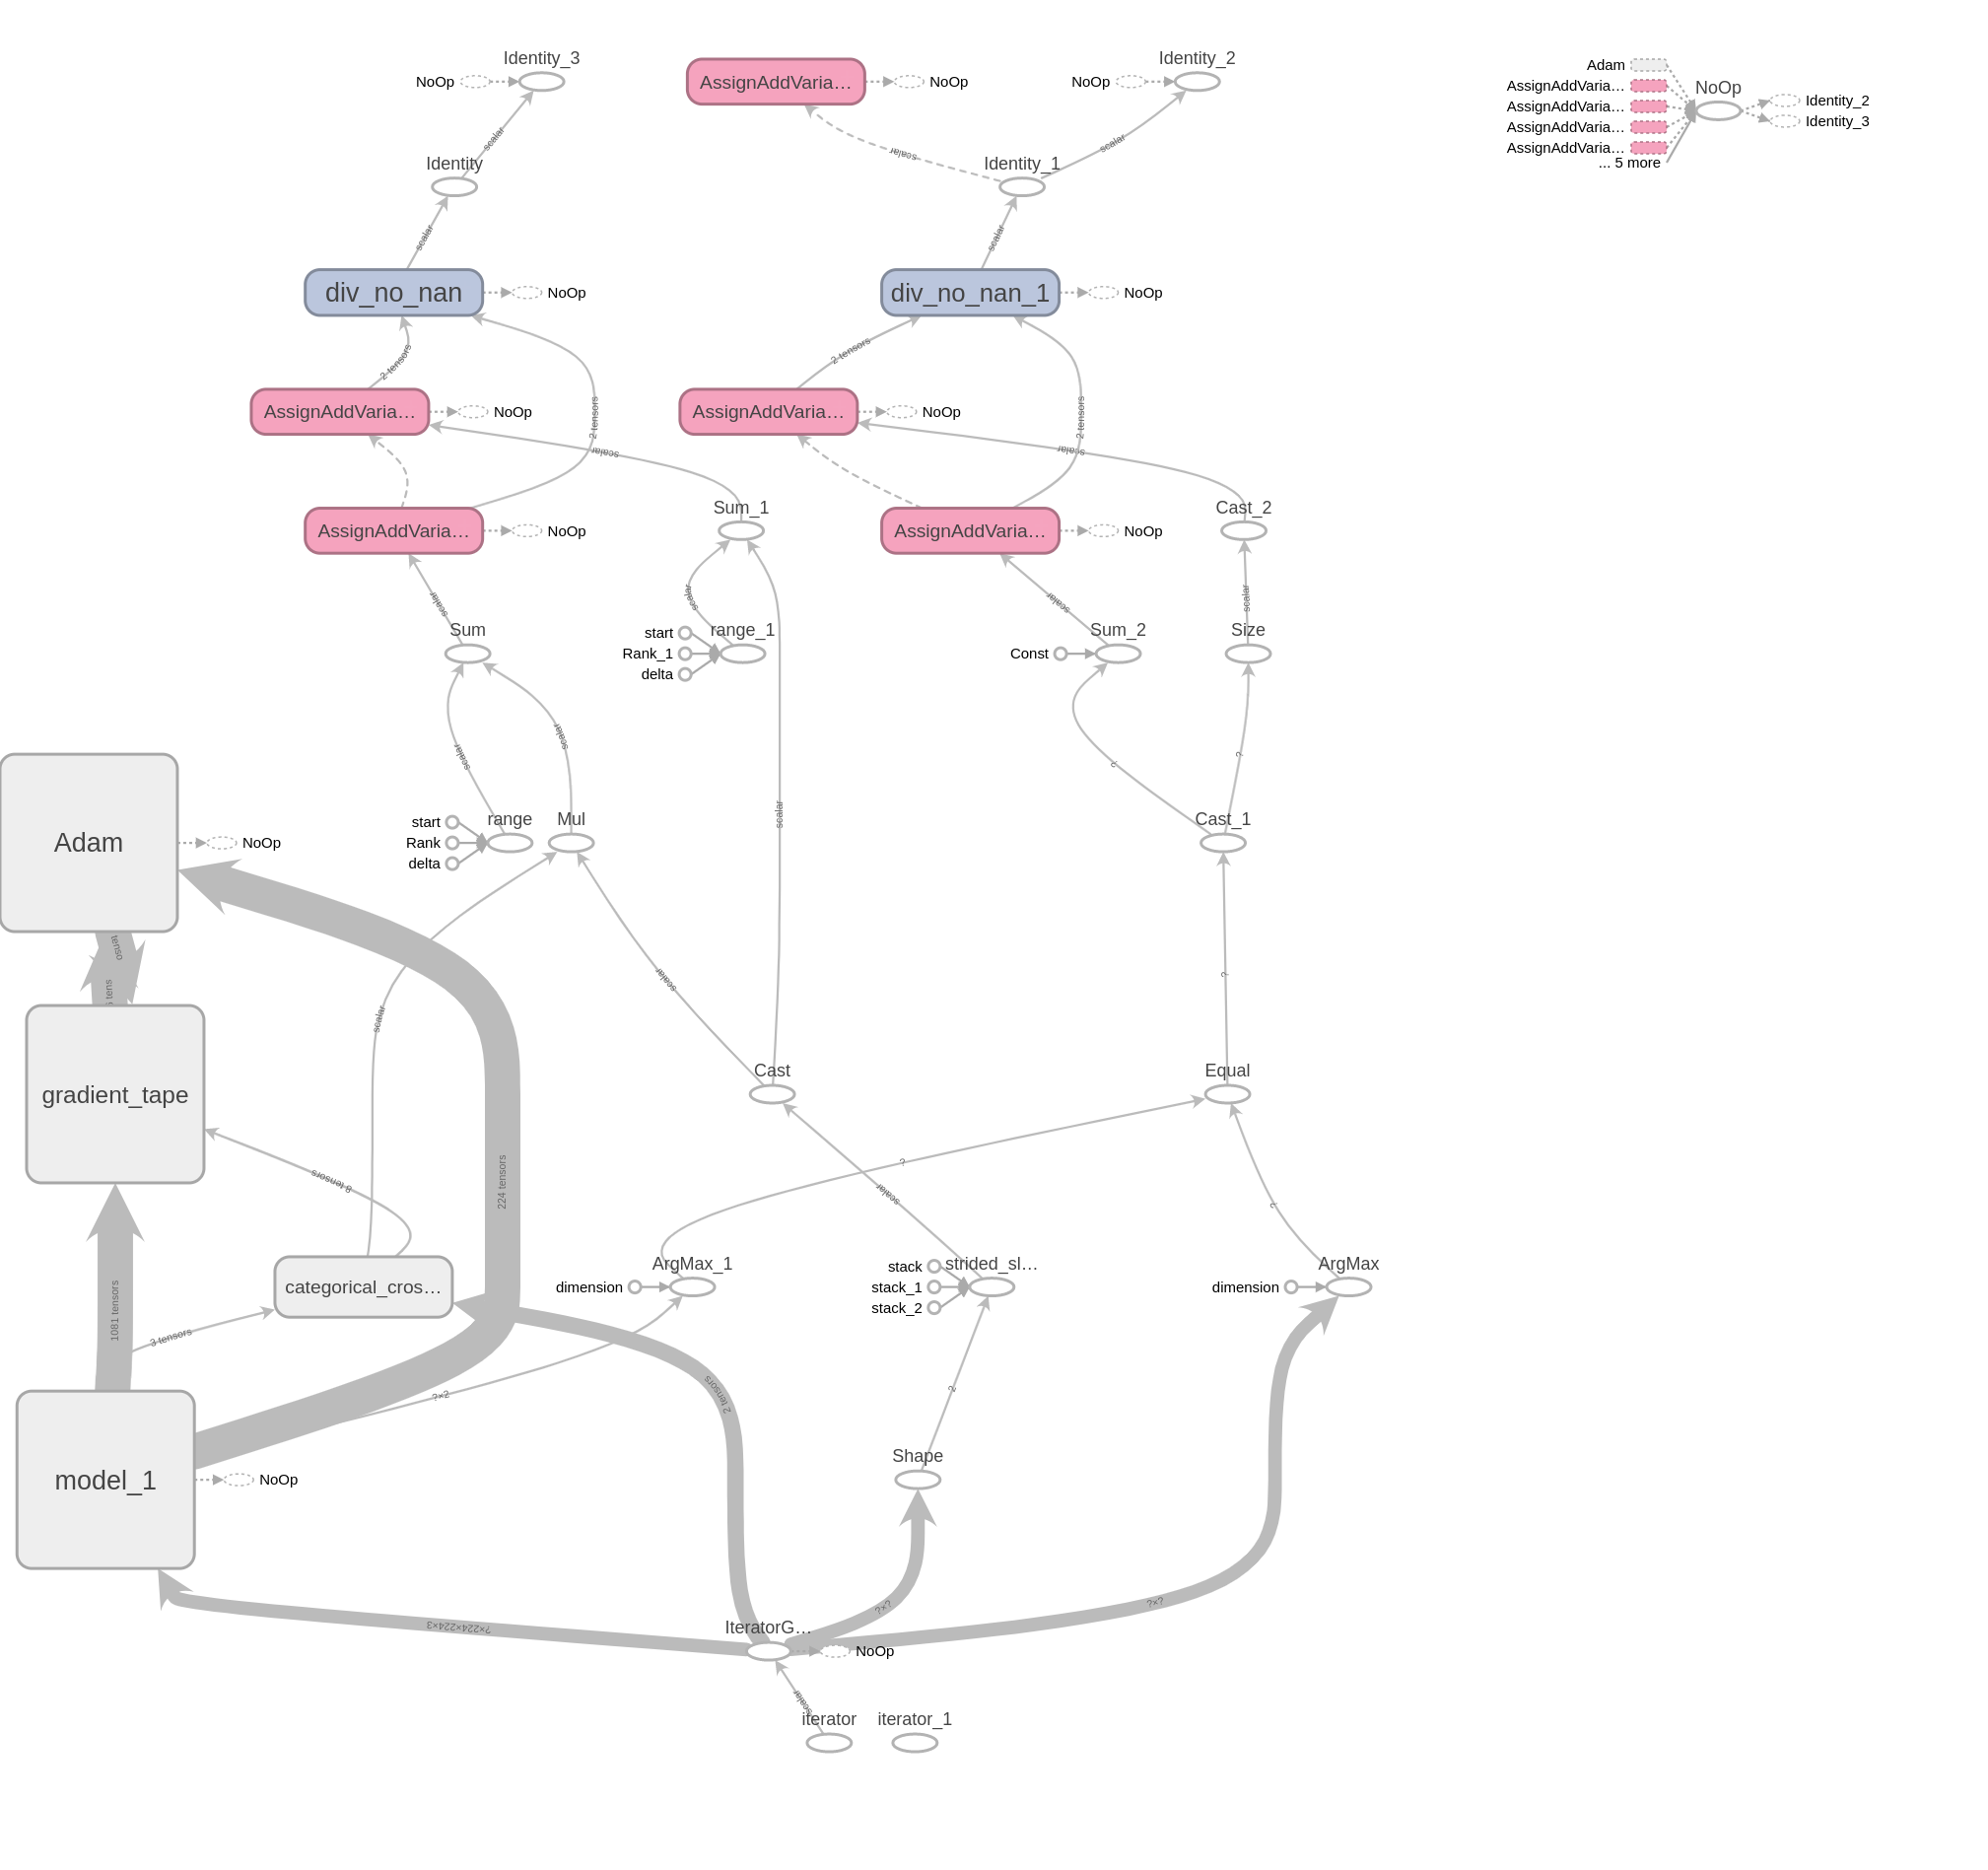 Identity_3
NoOp
scalar
Identity
scalar
div_no_nan
NoOp
2 tensors
2 tensors
AssignAddVaria…
NoOp
scalar
AssignAddVaria…
NoOp
Sum_1
scalar
Sum
scalar
start
Rank_1
delta
range_1
scalar
scalar
scalar
start
Rank
delta
range
Mul
scalar
scalar
scalar
Cast
AssignAddVaria…
NoOp
NoOp
Identity_2
scalar
scalar
Identity_1
scalar
div_no_nan_1
NoOp
2 tensors
2 tensors
AssignAddVaria…
NoOp
scalar
AssignAddVaria…
NoOp
Cast_2
scalar
scalar
Const
Sum_2
Size
?
?
Cast_1
?
Equal
Adam
AssignAddVaria…
AssignAddVaria…
AssignAddVaria…
AssignAddVaria…
... 5 more
NoOp
Identity_2
Identity_3
Adam
NoOp
gradient_tape
8 tensors
224 tensors
1081 tensors
categorical_cros…
3 tensors
?×2
model_1
NoOp
?
scalar
?
dimension
ArgMax_1
stack
stack_1
stack_2
strided_sl…
dimension
ArgMax
2 tensors
2
Shape
?×?
?×?
?×224×224×3
IteratorG…
NoOp
scalar
iterator
iterator_1